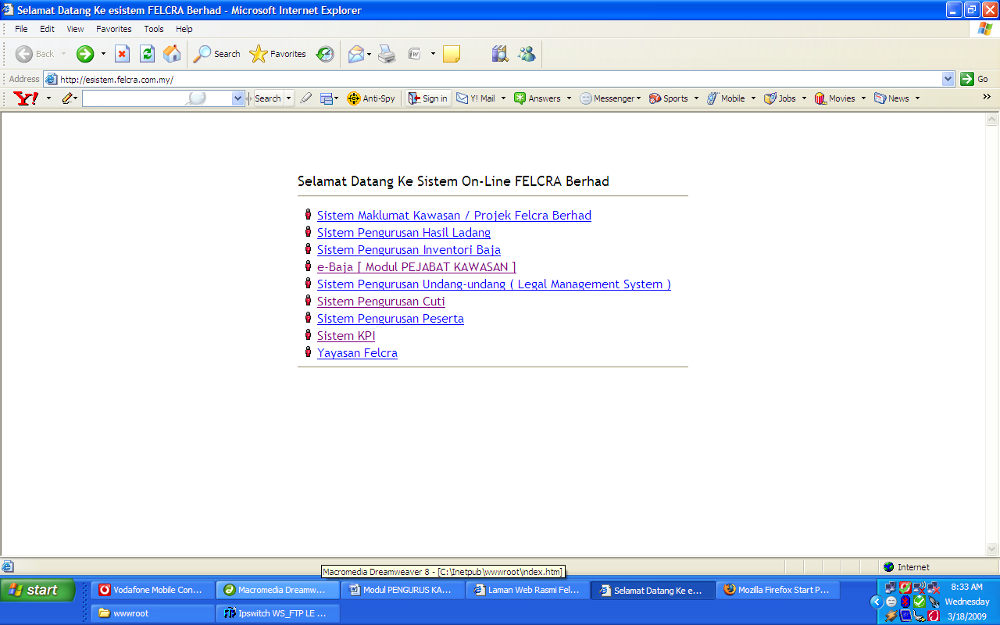 Selamat Datang Ke esistem FELCRA Berhad - Microsoft Internet Explorer
File Edit View Favorites Tools Help
Back Search Favorites
Address http://esistem.felcra.com.my/ Go
Y! Search Anti-Spy Sign in Y! Mail Answers Messenger Sports Mobile Jobs Movies News
Selamat Datang Ke Sistem On-Line FELCRA Berhad
Sistem Maklumat Kawasan / Projek Felcra Berhad
Sistem Pengurusan Hasil Ladang
Sistem Pengurusan Inventori Baja
e-Baja [ Modul PEJABAT KAWASAN ]
Sistem Pengurusan Undang-undang ( Legal Management System )
Sistem Pengurusan Cuti
Sistem Pengurusan Peserta
Sistem KPI
Yayasan Felcra
Internet
Macromedia Dreamweaver 8 - [C:\Inetpub\wwwroot\index.htm]
start Vodafone Mobile Con... Macromedia Dreamw... Modul PENGURUS KA... Laman Web Rasmi Fel... Selamat Datang Ke e... Mozilla Firefox Start P... 8:33 AM
Wednesday
wwwroot Ipswitch WS_FTP LE ... 3/18/2009